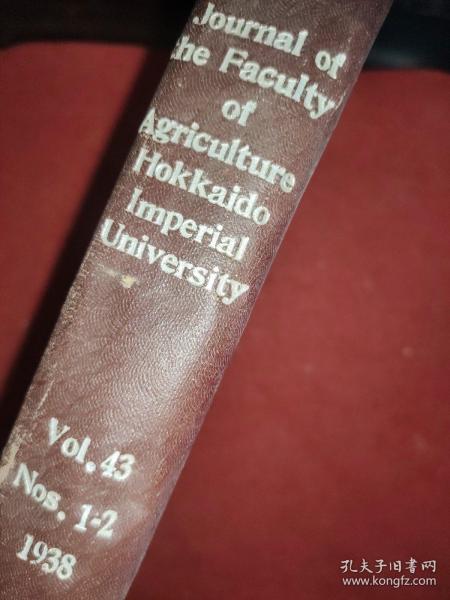 Journal of
the Faculty
of
Agriculture
Hokkaido
Imperial
University
Vol. 43
Nos. 1-2
1938
孔夫子旧书网
www.kongfz.com